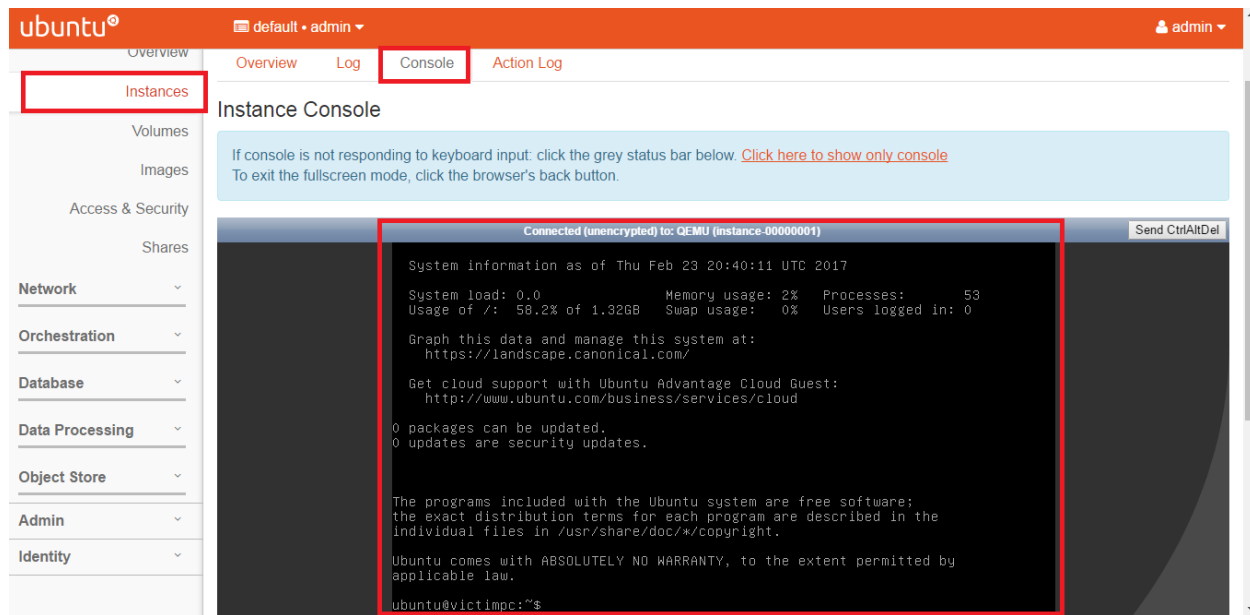 ubuntu®
default • admin
admin
Overview
Instances
Volumes
Images
Access & Security
Shares
Network
Orchestration
Database
Data Processing
Object Store
Admin
Identity
Overview Log Console Action Log
Instance Console
If console is not responding to keyboard input: click the grey status bar below. Click here to show only console
To exit the fullscreen mode, click the browser's back button.
Connected (unencrypted) to: QEMU (instance-00000001)
Send CtrlAltDel
System information as of Thu Feb 23 20:40:11 UTC 2017
System load: 0.0 Memory usage: 2% Processes: 53
Usage of /: 58.2% of 1.32GB Swap usage: 0% Users logged in: 0
Graph this data and manage this system at:
https://landscape.canonical.com/
Get cloud support with Ubuntu Advantage Cloud Guest:
http://www.ubuntu.com/business/services/cloud
0 packages can be updated.
0 updates are security updates.
The programs included with the Ubuntu system are free software;
the exact distribution terms for each program are described in the
individual files in /usr/share/doc/*/copyright.
Ubuntu comes with ABSOLUTELY NO WARRANTY, to the extent permitted by
applicable law.
ubuntu@victimpc:~$